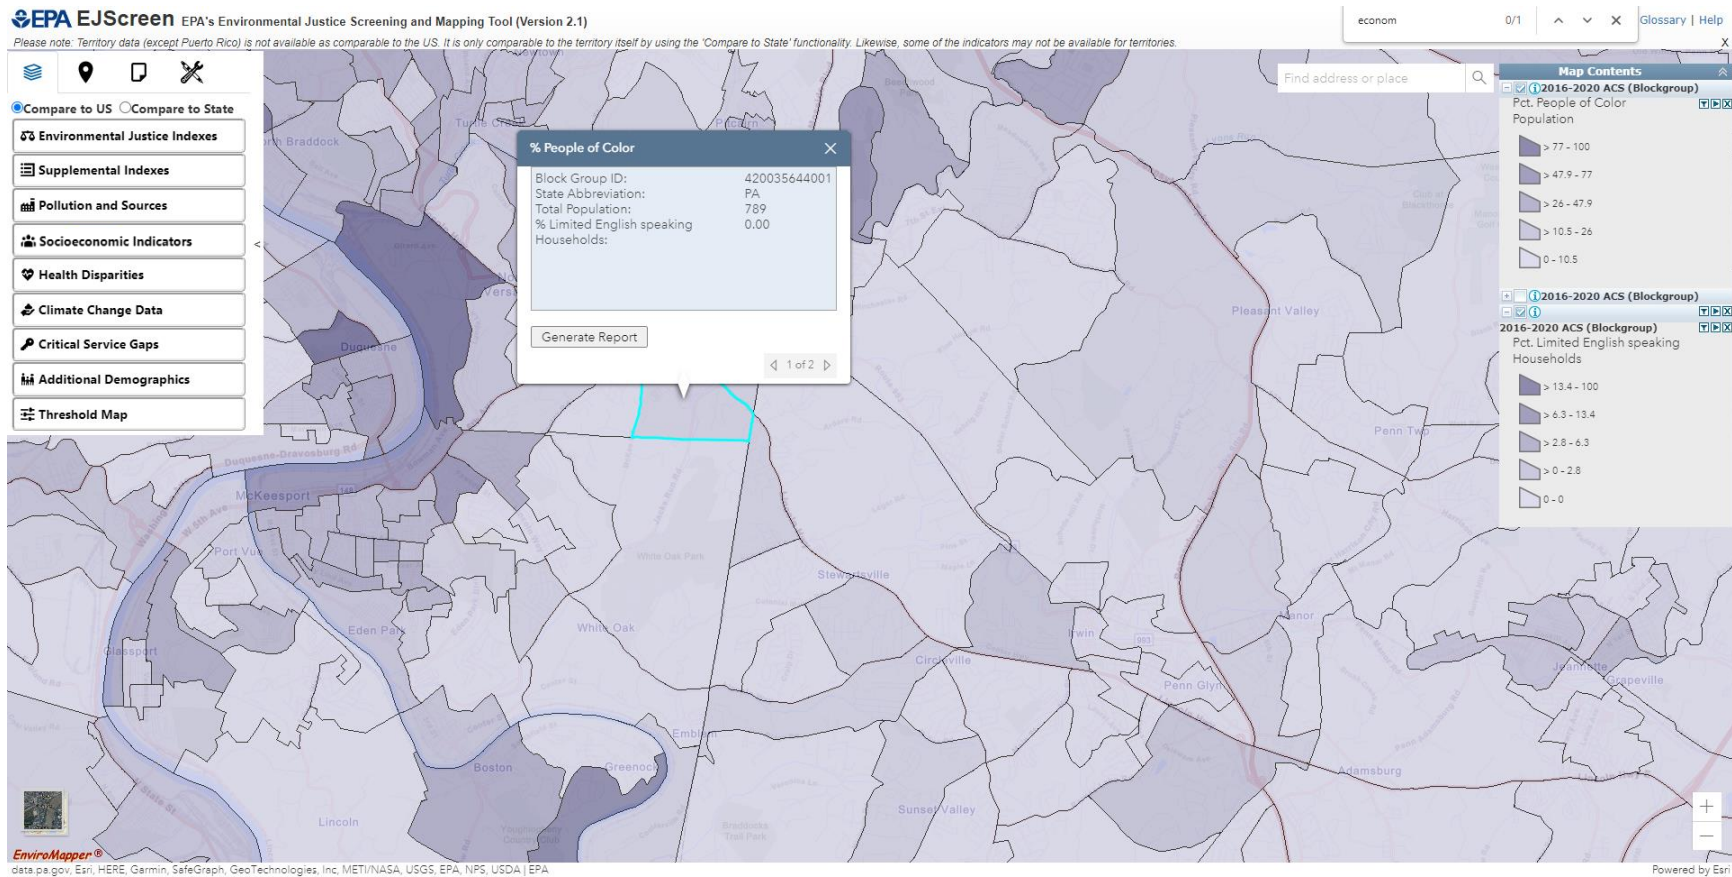 EPA EJScreen EPA's Environmental Justice Screening and Mapping Tool (Version 2.1)
econom 0/1
Glossary | Help
Please note: Territory data (except Puerto Rico) is not available as comparable to the US. It is only comparable to the territory itself by using the 'Compare to State' functionality. Likewise, some of the indicators may not be available for territories.
X
Compare to US Compare to State
Environmental Justice Indexes
Supplemental Indexes
Pollution and Sources
Socioeconomic Indicators
<
Health Disparities
Climate Change Data
Critical Service Gaps
Additional Demographics
Threshold Map
% People of Color
Block Group ID: 420035644001
State Abbreviation: PA
Total Population: 789
% Limited English speaking 0.00
Households:
Generate Report
1 of 2
Find address or place
Map Contents
2016-2020 ACS (Blockgroup)
Pct. People of Color
Population
> 77 - 100
> 47.9 - 77
> 26 - 47.9
> 10.5 - 26
0 - 10.5
2016-2020 ACS (Blockgroup)
2016-2020 ACS (Blockgroup)
Pct. Limited English speaking
Households
> 13.4 - 100
> 6.3 - 13.4
> 2.8 - 6.3
> 0 - 2.8
0 - 0
Pitcairn
Pleasant Valley
Duquesne
Penn Twp
Duquesne-Dravosburg Rd
McKeesport
148
W 5th Ave
Port Vue
White Oak Park
Stewartsville
Eden Park
White Oak
Glassport
Irwin
993
Manor
Circleville
Jeannette
Grapeville
Penn Glyn
Emblem
Boston
Greenock
Adamsburg
Lincoln
Sunset Valley
EnviroMapper®
data.pa.gov, Esri, HERE, Garmin, SafeGraph, GeoTechnologies, Inc, METI/NASA, USGS, EPA, NPS, USDA | EPA
Powered by Esri